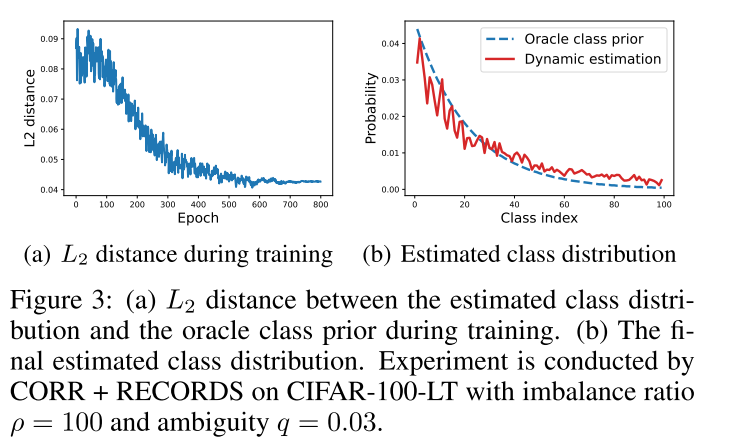 0.09
0.08
0.07
0.06
0.05
0.04
L2 distance
0 100 200 300 400 500 600 700 800
Epoch
0.04
0.03
0.02
0.01
0.00
Probability
Oracle class prior
Dynamic estimation
0 20 40 60 80 100
Class index
(a) L₂ distance during training
(b) Estimated class distribution
Figure 3: (a) L₂ distance between the estimated class distri-
bution and the oracle class prior during training. (b) The fi-
nal estimated class distribution. Experiment is conducted by
CORR + RECORDS on CIFAR-100-LT with imbalance ratio
ρ = 100 and ambiguity q = 0.03.